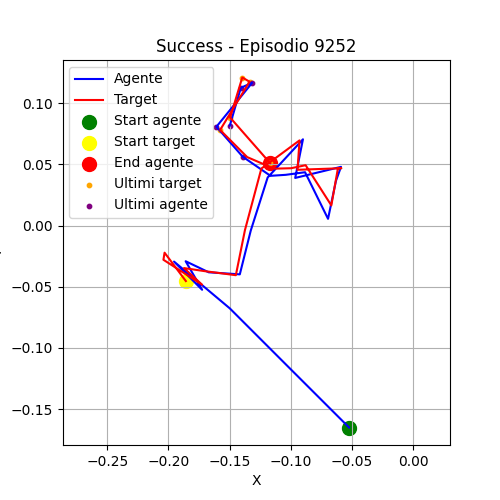 Success - Episodio 9252
Agente
Target
Start agente
Start target
End agente
Ultimi target
Ultimi agente
0.10
0.05
0.00
−0.05
−0.10
−0.15
−0.25
−0.20
−0.15
−0.10
−0.05
0.00
X